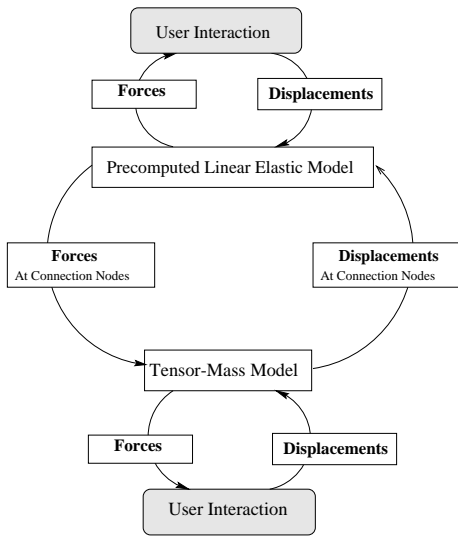 User Interaction
Forces
Displacements
Precomputed Linear Elastic Model
Forces
At Connection Nodes
Displacements
At Connection Nodes
Tensor-Mass Model
Forces
Displacements
User Interaction